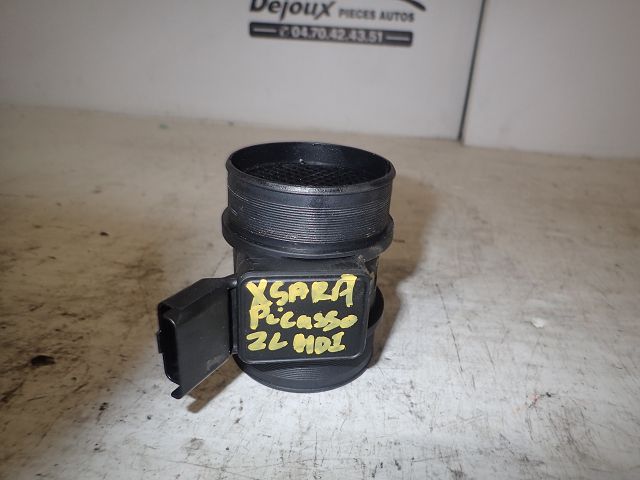 Dejoux PIECES AUTOS
04.70.42.43.51
XSARA
Picasso
2L HDI